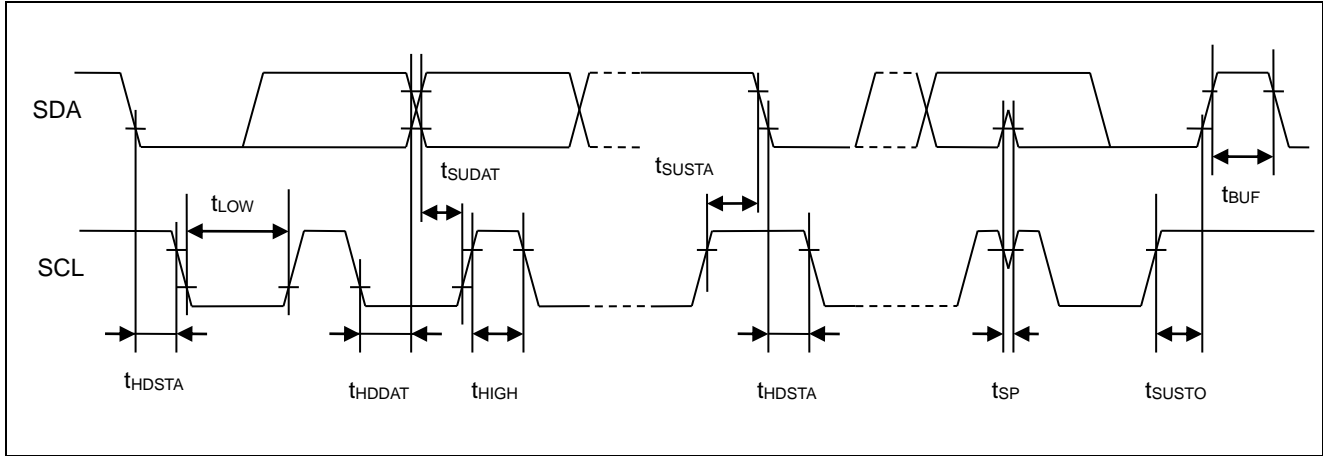 SDA
tSUDAT
tSUSTA
tLOW
tBUF
SCL
tHDSTA
tHDDAT
tHIGH
tHDSTA
tSP
tSUSTO